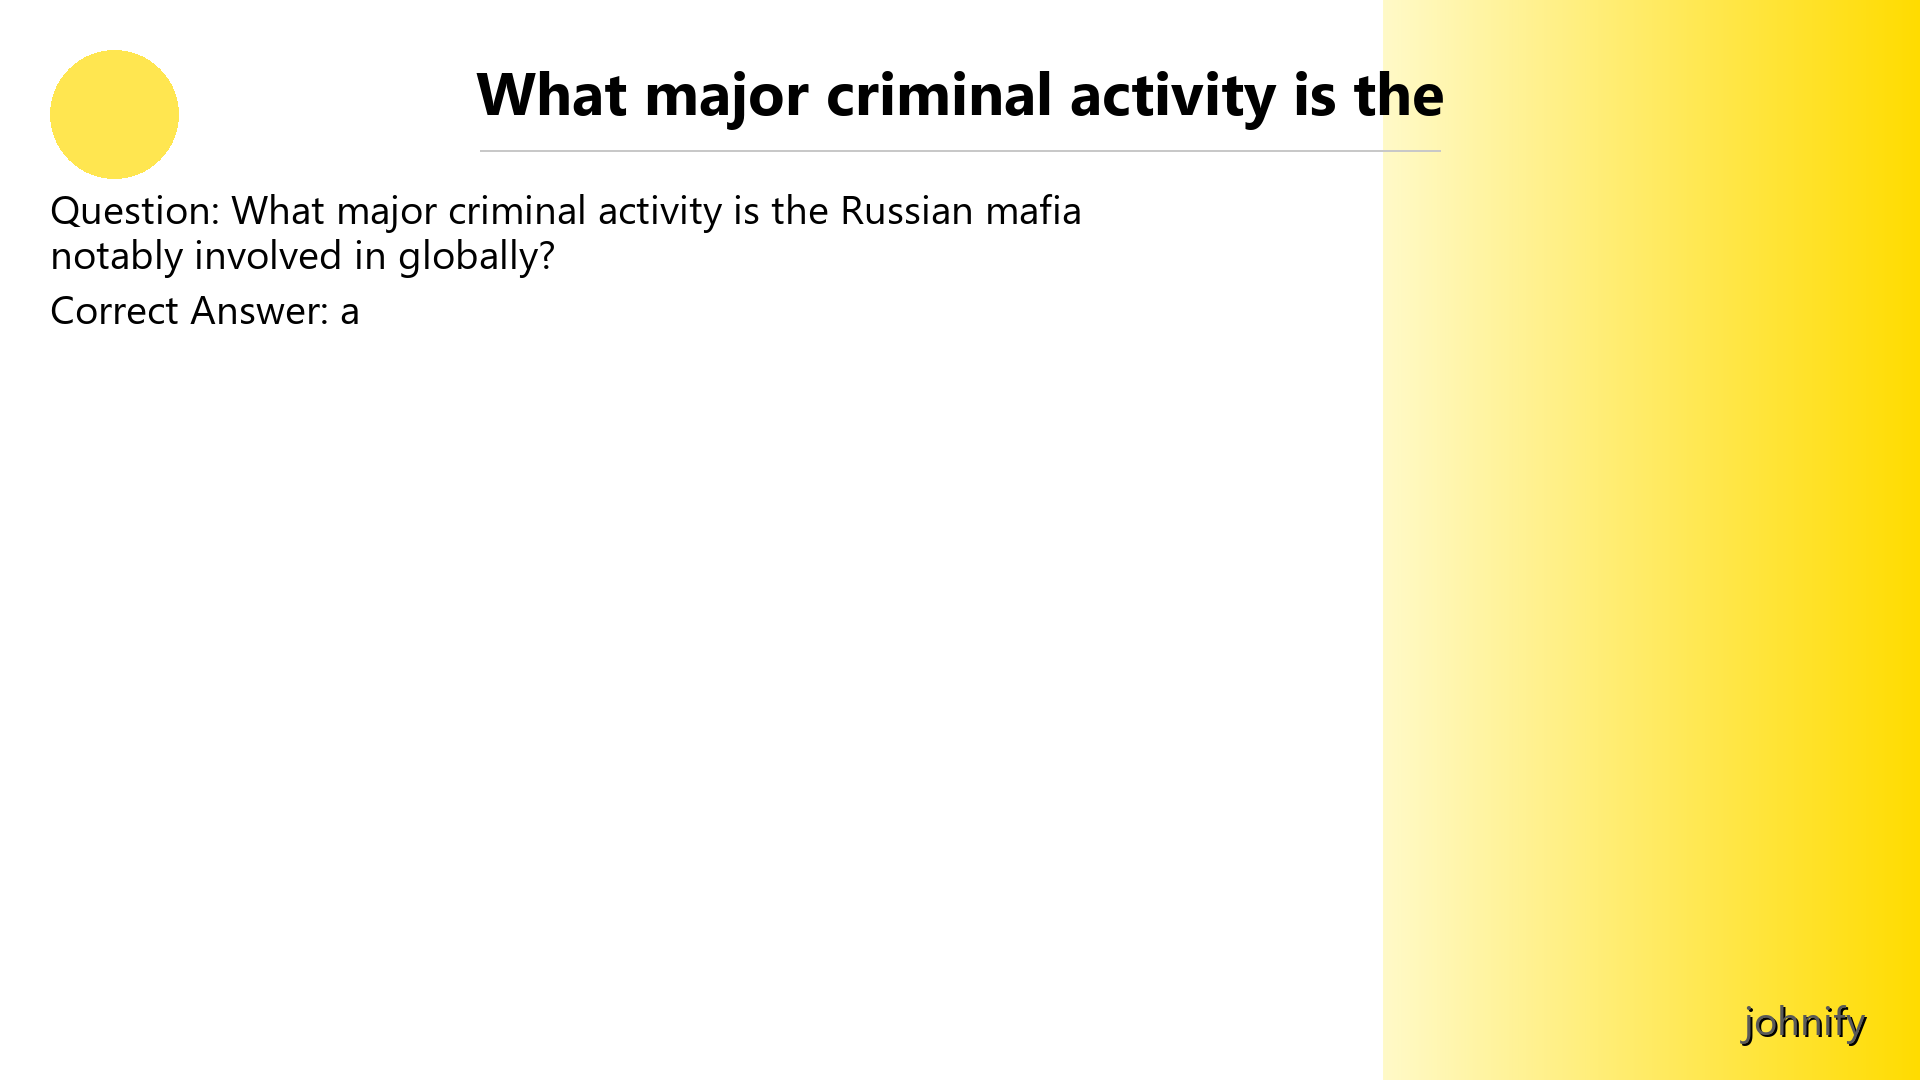 What major criminal activity is the
Question: What major criminal activity is the Russian mafia
notably involved in globally?
Correct Answer: a
johnify